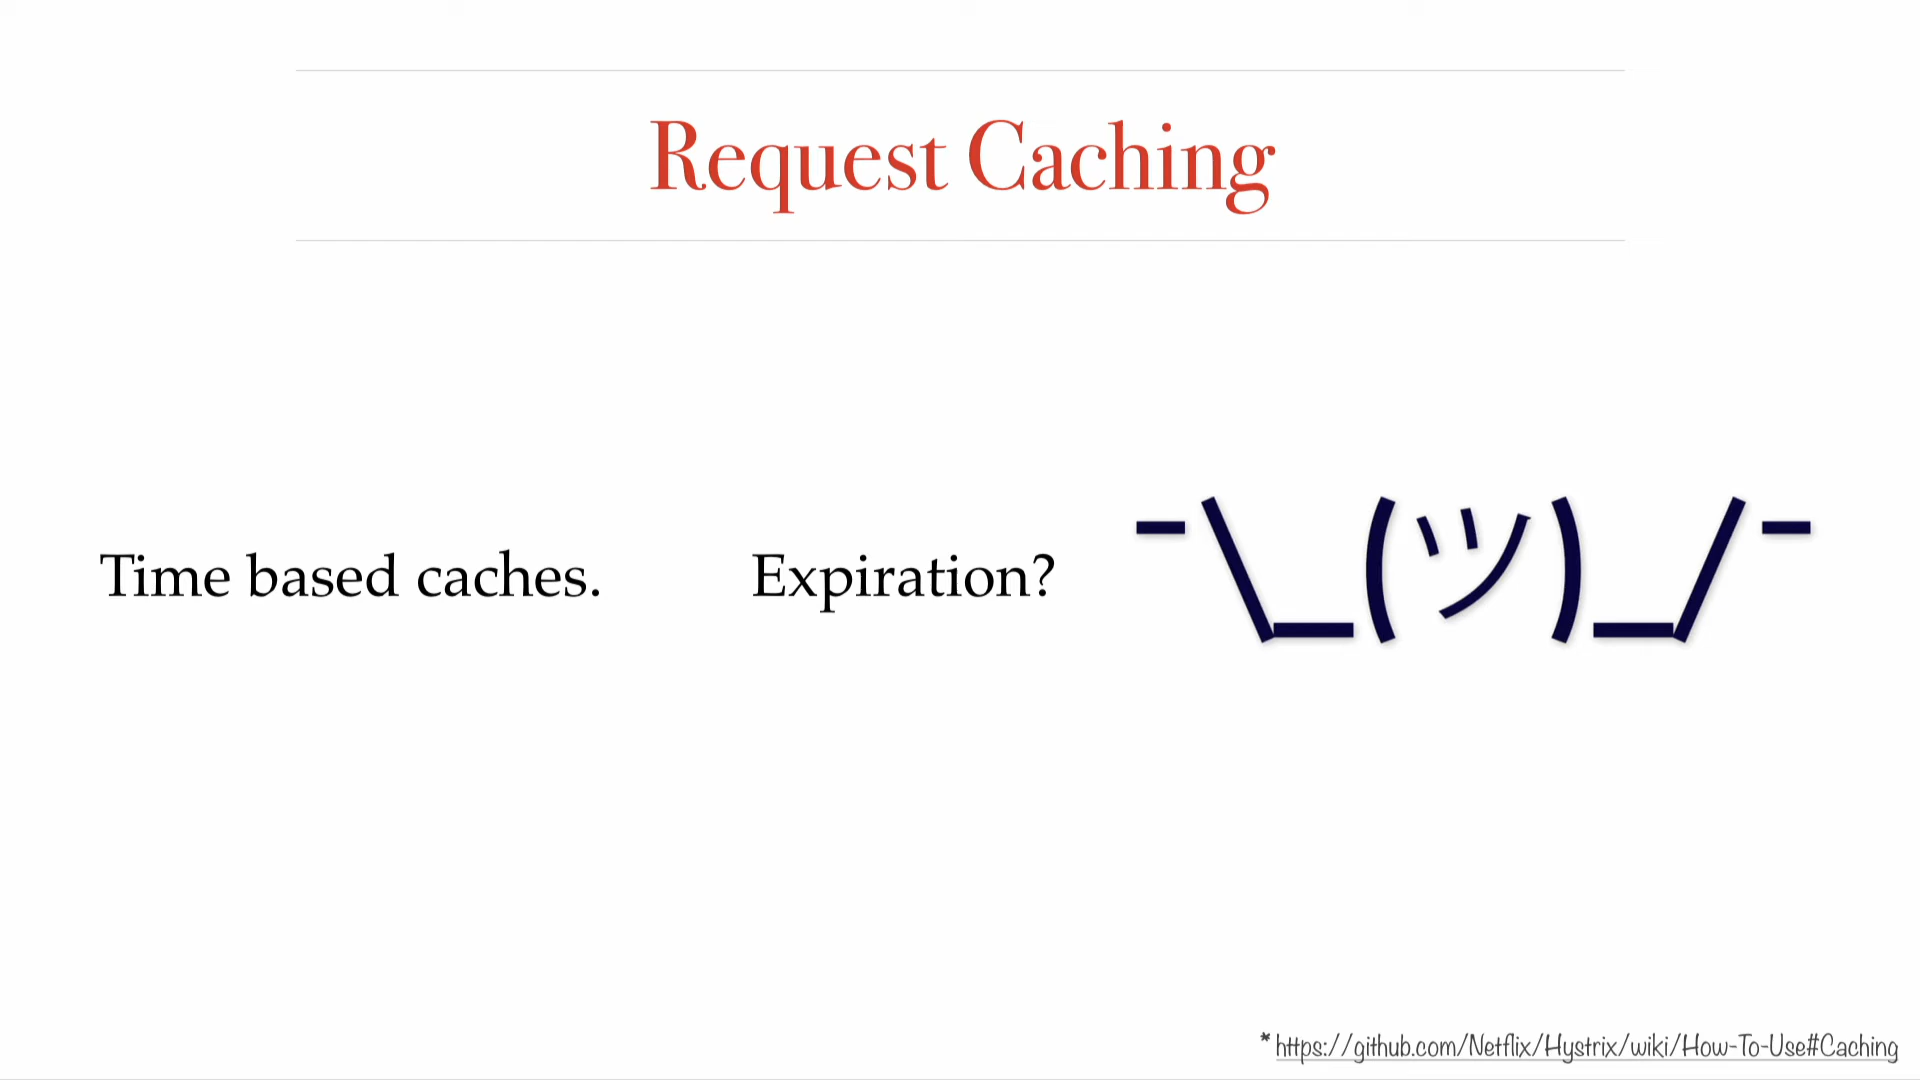 Request Caching
Time based caches. Expiration? ¯\_(ツ)_/¯
* https://github.com/Netflix/Hystrix/wiki/How-To-Use#Caching